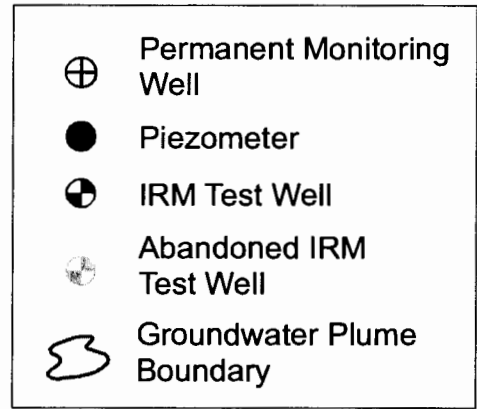 Permanent Monitoring
Well
Piezometer
IRM Test Well
Abandoned IRM
Test Well
Groundwater Plume
Boundary